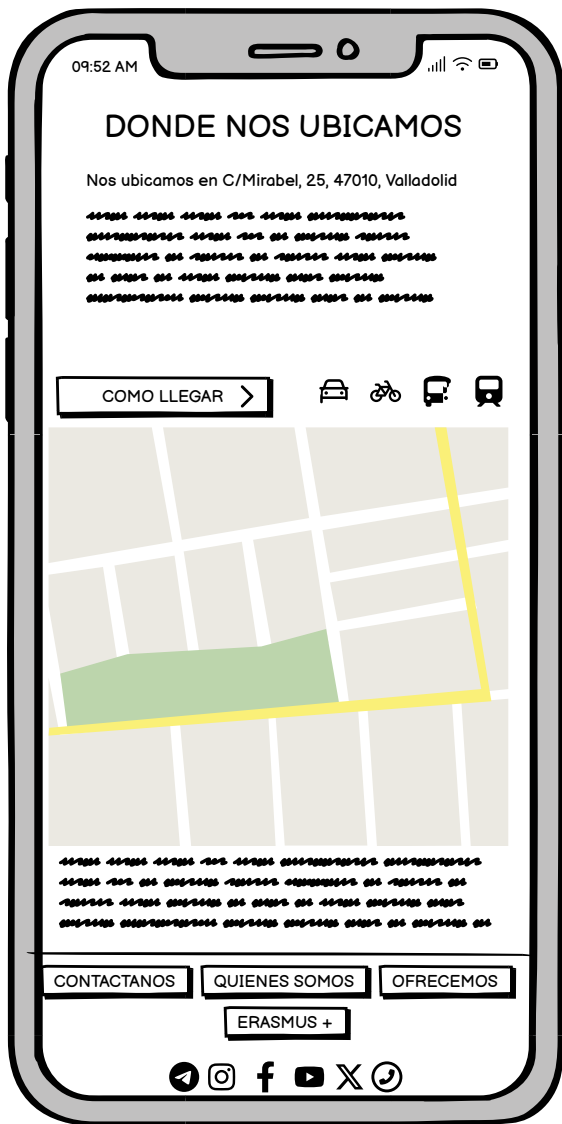 09:52 AM
DONDE NOS UBICAMOS
Nos ubicamos en C/Mirabel, 25, 47010, Valladolid
COMO LLEGAR
CONTACTANOS
QUIENES SOMOS
OFRECEMOS
ERASMUS +